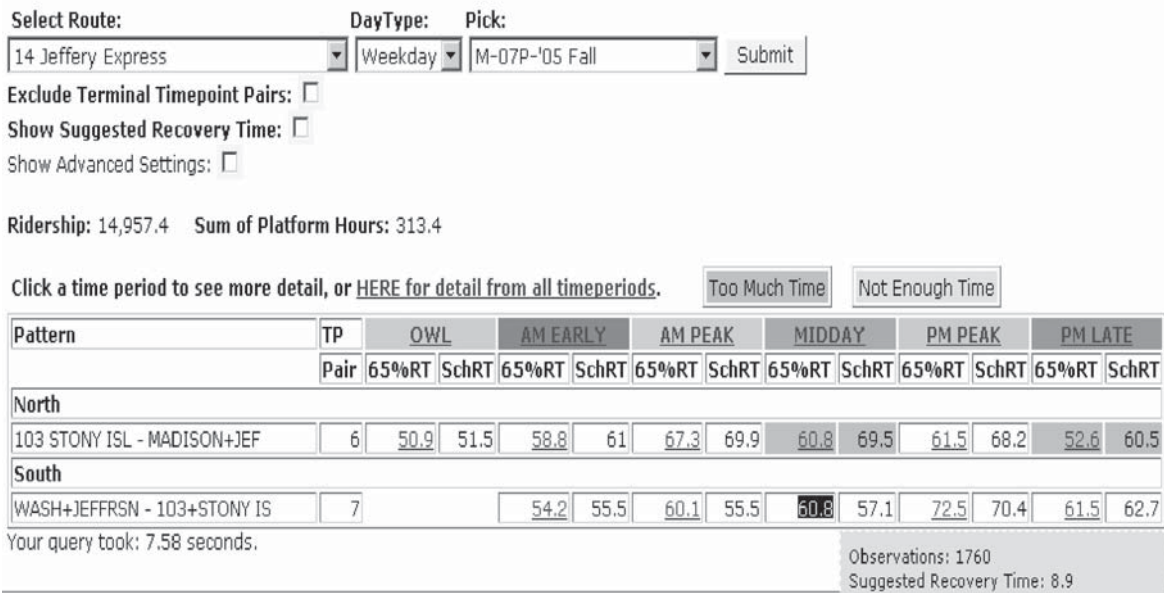 Select Route: DayType: Pick:
14 Jeffery Express Weekday M-07P-'05 Fall Submit
Exclude Terminal Timepoint Pairs:
Show Suggested Recovery Time:
Show Advanced Settings:
Ridership: 14,957.4 Sum of Platform Hours: 313.4
Click a time period to see more detail, or HERE for detail from all timeperiods. Too Much Time Not Enough Time
Pattern TP OWL AM EARLY AM PEAK MIDDAY PM PEAK PM LATE
Pair 65%RT SchRT 65%RT SchRT 65%RT SchRT 65%RT SchRT 65%RT SchRT 65%RT SchRT
North
103 STONY ISL - MADISON+JEF 6 50.9 51.5 58.8 61 67.3 69.9 60.8 69.5 61.5 68.2 52.6 60.5
South
WASH+JEFFRSN - 103+STONY IS 7 54.2 55.5 60.1 55.5 60.8 57.1 72.5 70.4 61.5 62.7
Your query took: 7.58 seconds.
Observations: 1760
Suggested Recovery Time: 8.9